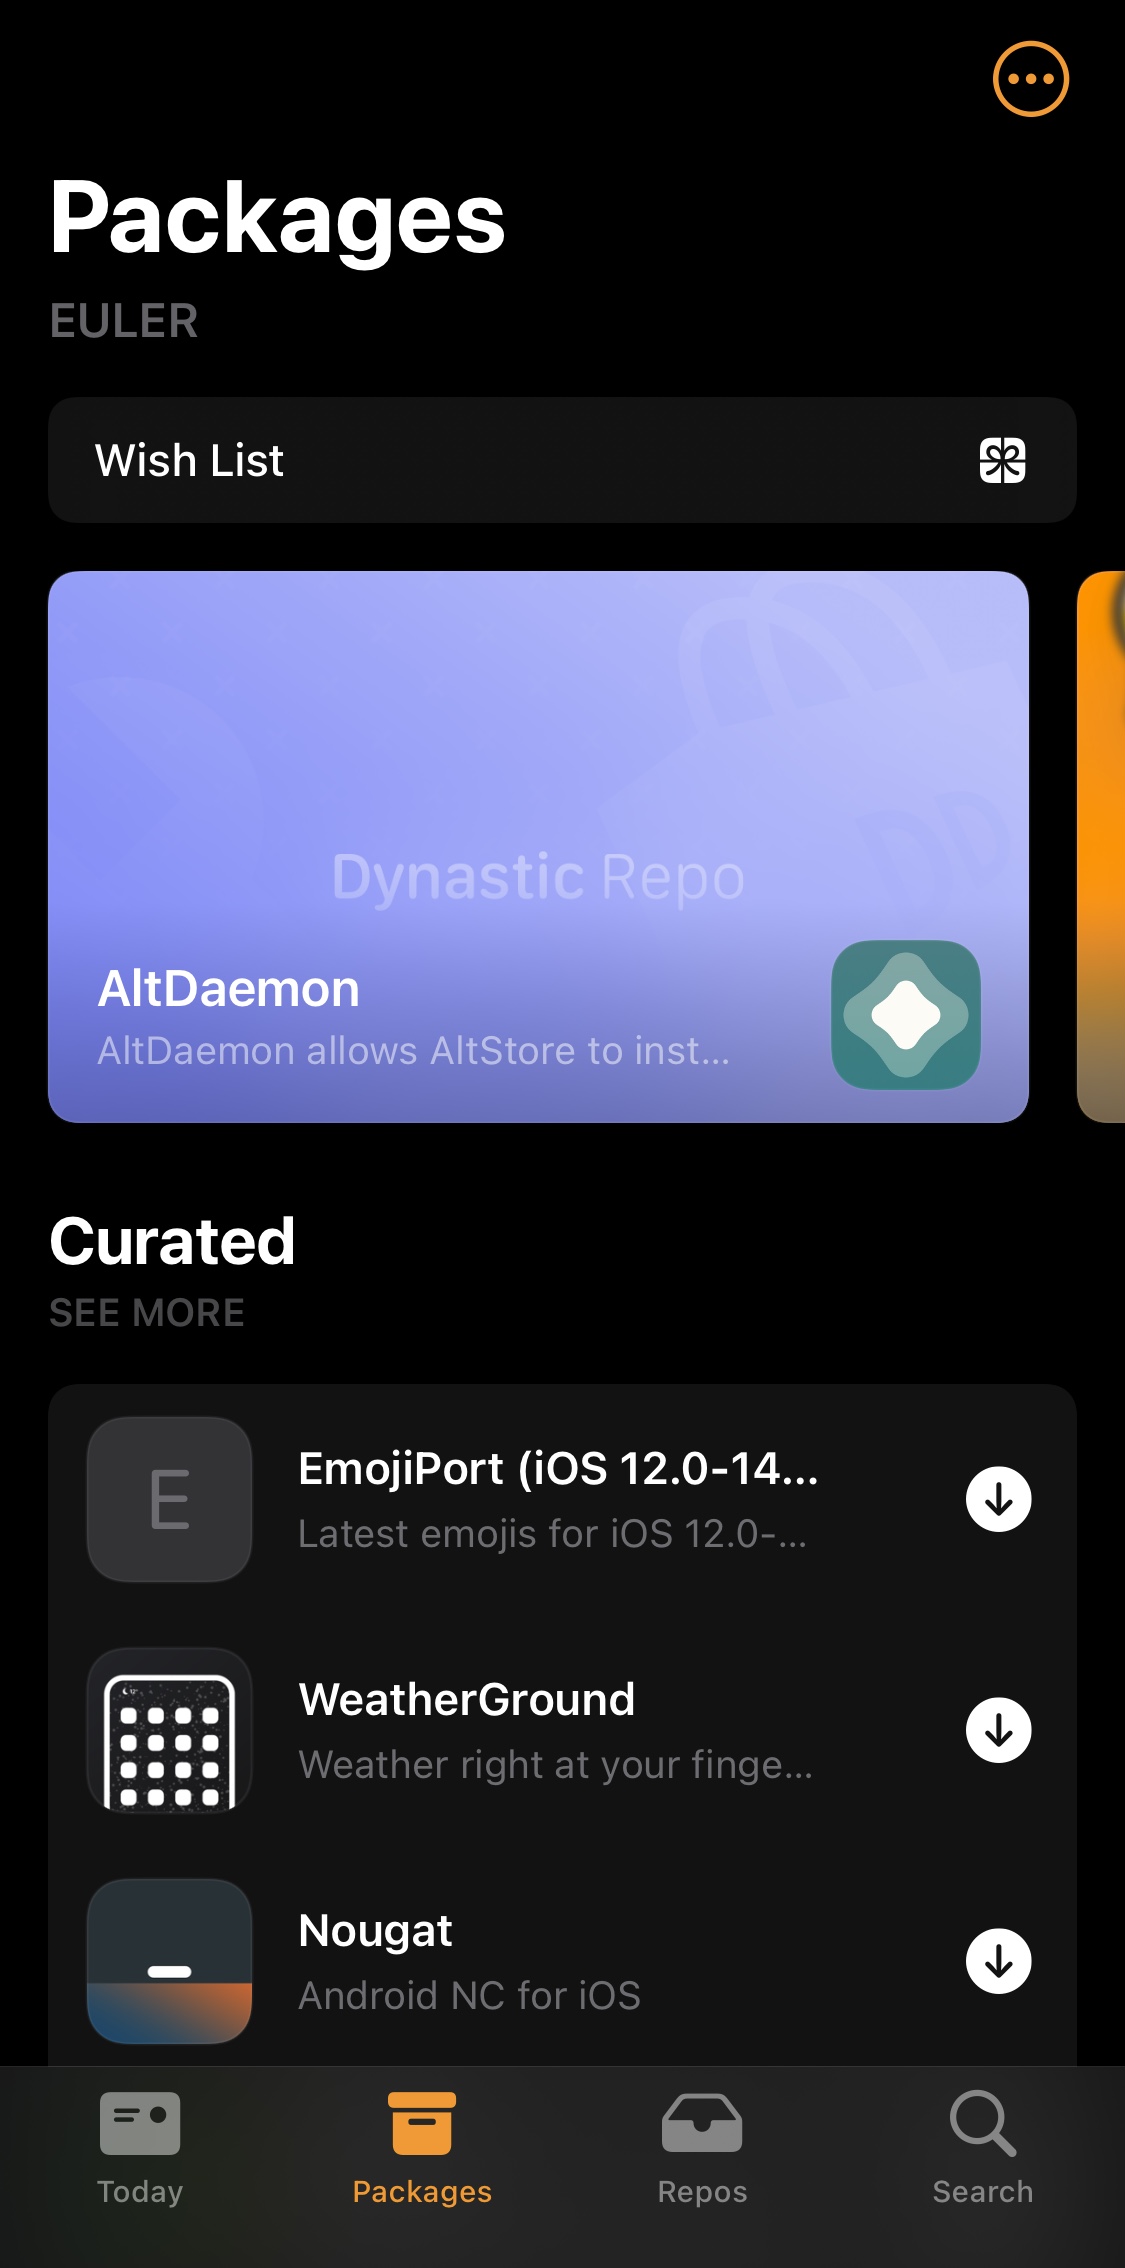 Packages
EULER
Wish List
Dynastic Repo
AltDaemon
AltDaemon allows AltStore to inst...
Curated
SEE MORE
E
EmojiPort (iOS 12.0-14...
Latest emojis for iOS 12.0-...
WeatherGround
Weather right at your finge...
Nougat
Android NC for iOS
Today
Packages
Repos
Search